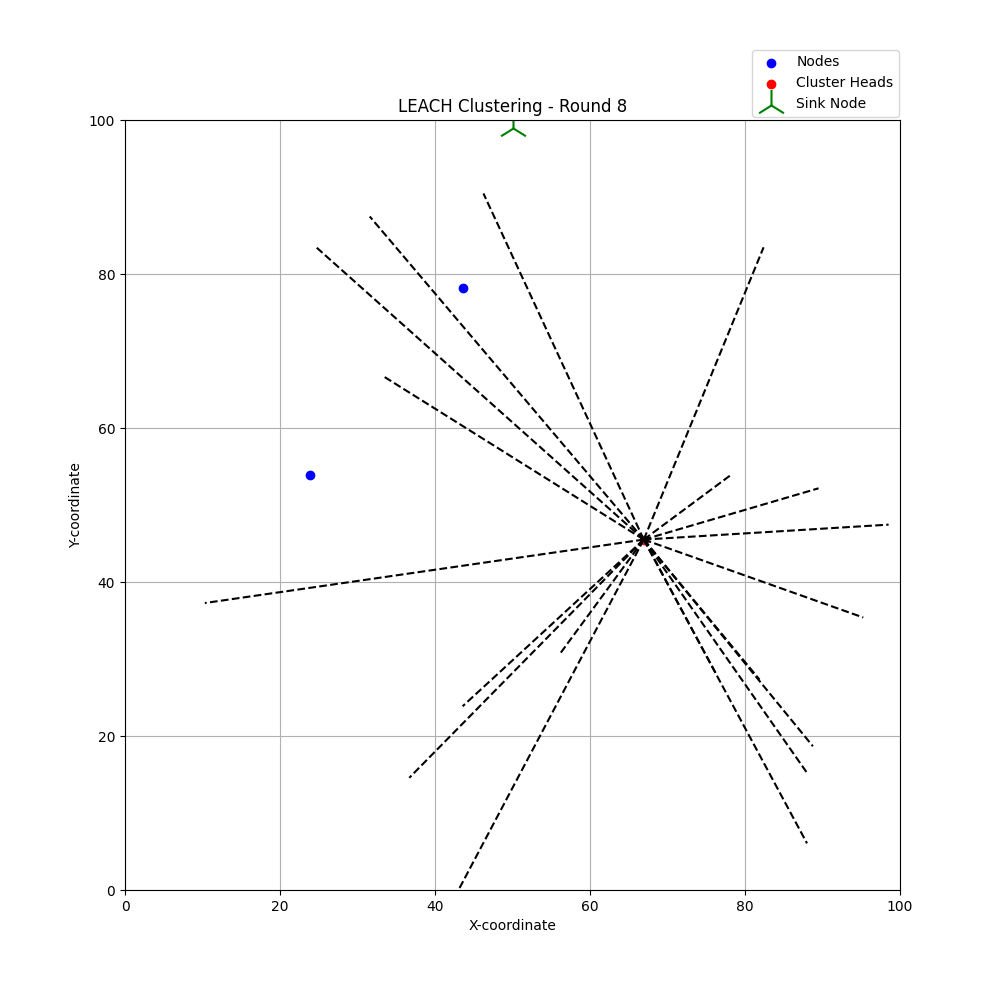 Nodes
Cluster Heads
Sink Node
LEACH Clustering - Round 8
100
80
60
40
20
0
Y-coordinate
0 20 40 60 80 100
X-coordinate